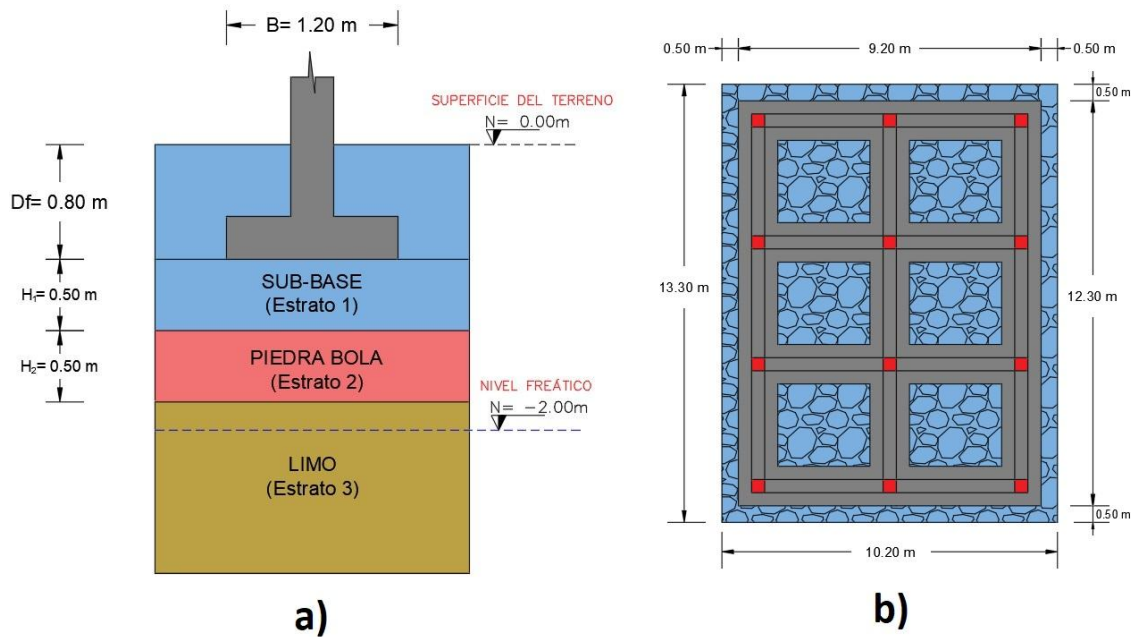 B= 1.20 m
SUPERFICIE DEL TERRENO
N= 0.00m
Df= 0.80 m
H₁= 0.50 m
SUB-BASE
(Estrato 1)
H₂= 0.50 m
PIEDRA BOLA
(Estrato 2)
NIVEL FREÁTICO
N= -2.00m
LIMO
(Estrato 3)
a)
0.50 m
9.20 m
0.50 m
0.50 m
13.30 m
12.30 m
0.50 m
10.20 m
b)